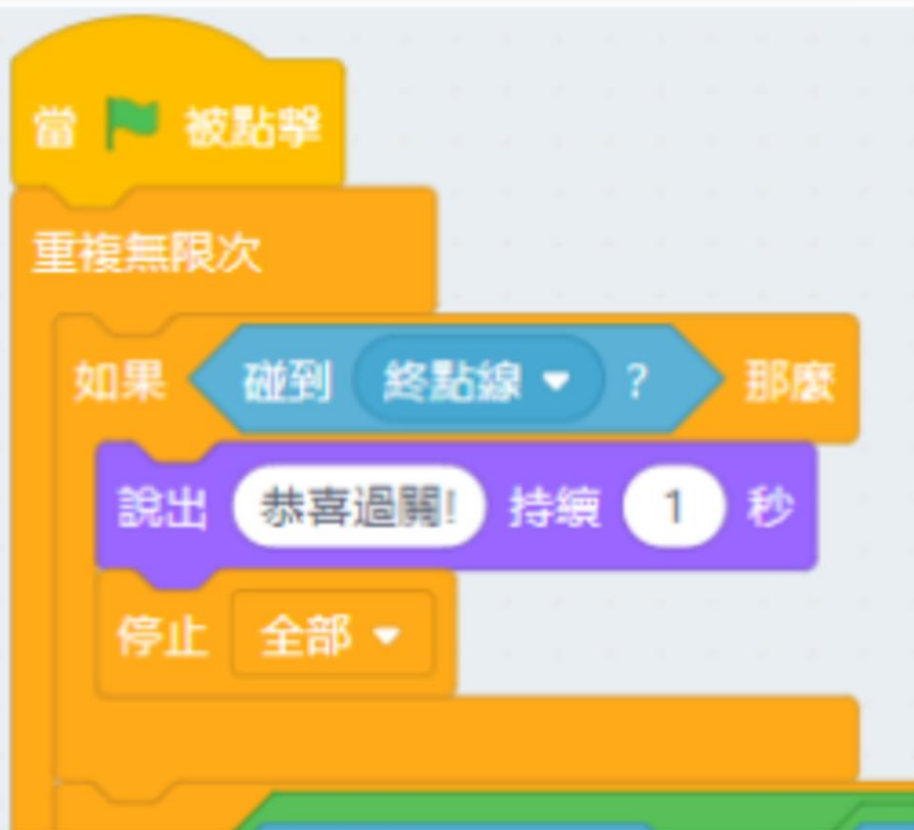 當 被點擊
重複無限次
如果 碰到 終點線 ? 那麼
說出 恭喜過關! 持續 1 秒
停止 全部